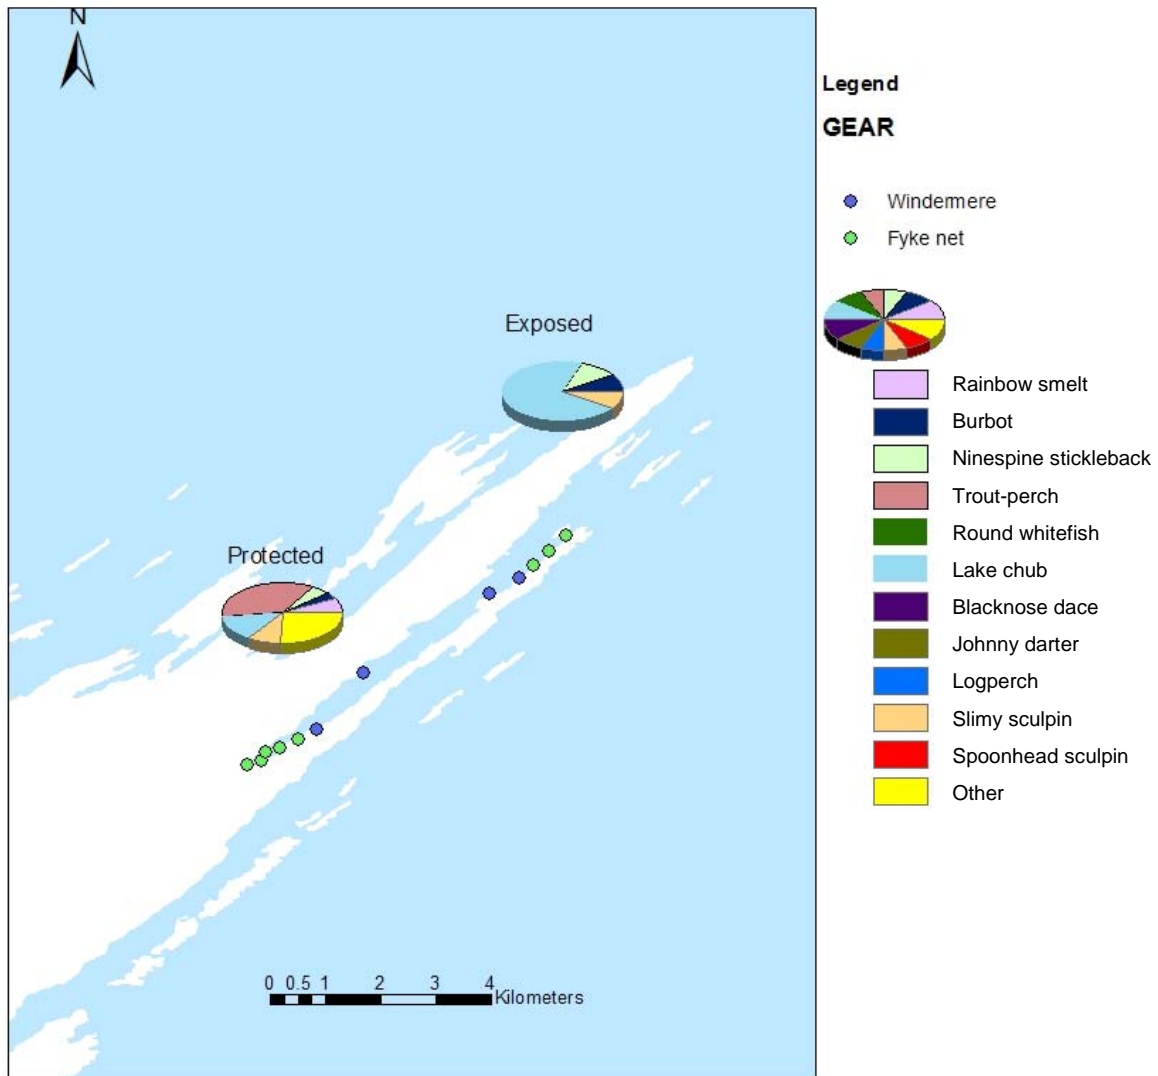 N
Exposed
Protected
0 0.5 1 2 3 4
Kilometers
Legend
GEAR
Windermere
Fyke net
Rainbow smelt
Burbot
Ninespine stickleback
Trout-perch
Round whitefish
Lake chub
Blacknose dace
Johnny darter
Logperch
Slimy sculpin
Spoonhead sculpin
Other